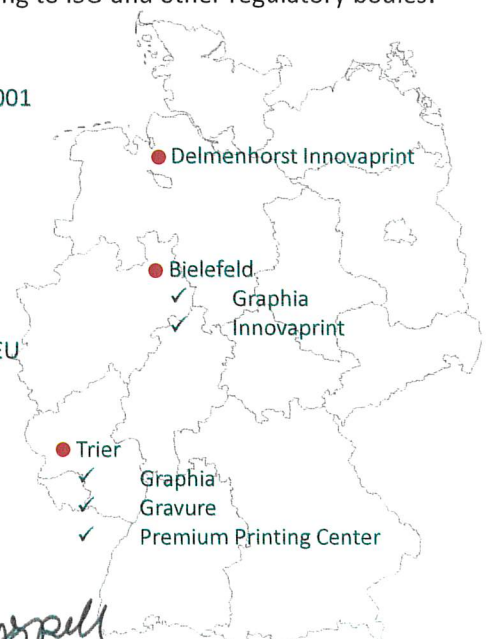 ng to ISO and other regulatory bodies.
001
Delmenhorst Innovaprint
Bielefeld
✓ Graphia
✓ Innovaprint
EU
Trier
✓ Graphia
✓ Gravure
✓ Premium Printing Center